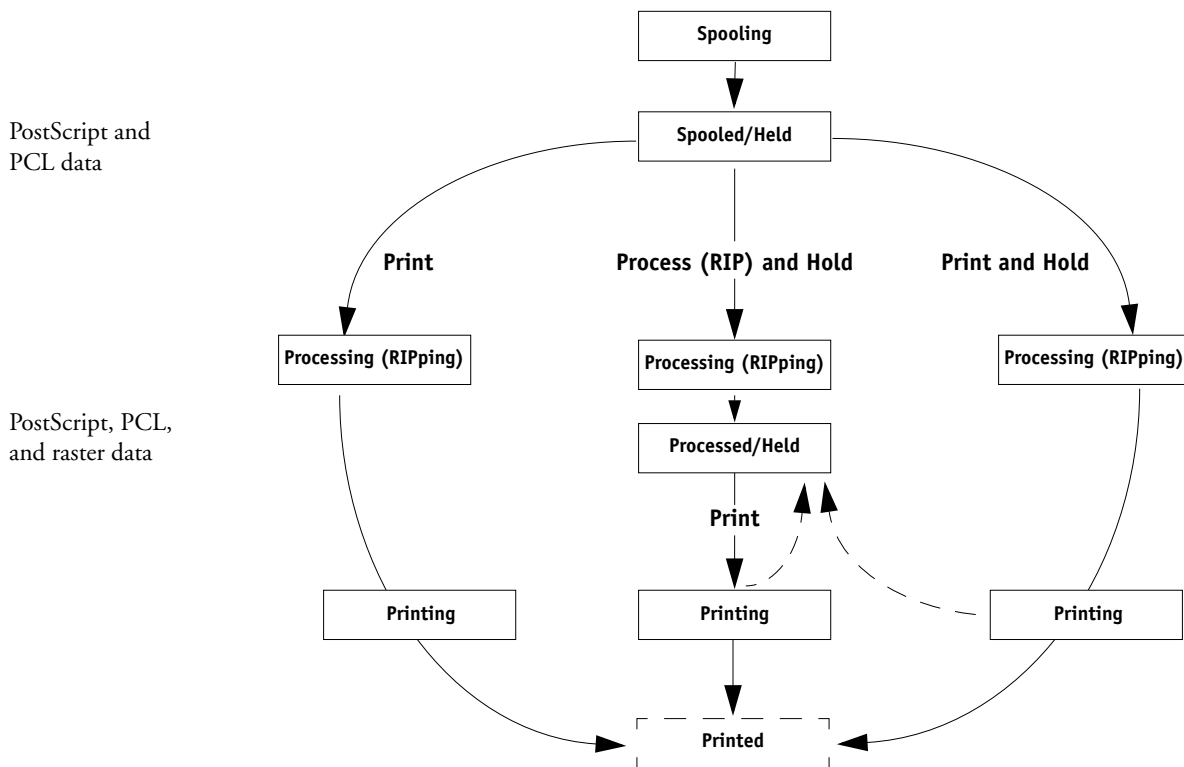 Spooling
PostScript and
PCL data
Spooled/Held
Print
Process (RIP) and Hold
Print and Hold
Processing (RIPping)
Processing (RIPping)
Processing (RIPping)
PostScript, PCL,
and raster data
Processed/Held
Print
Printing
Printing
Printing
Printed